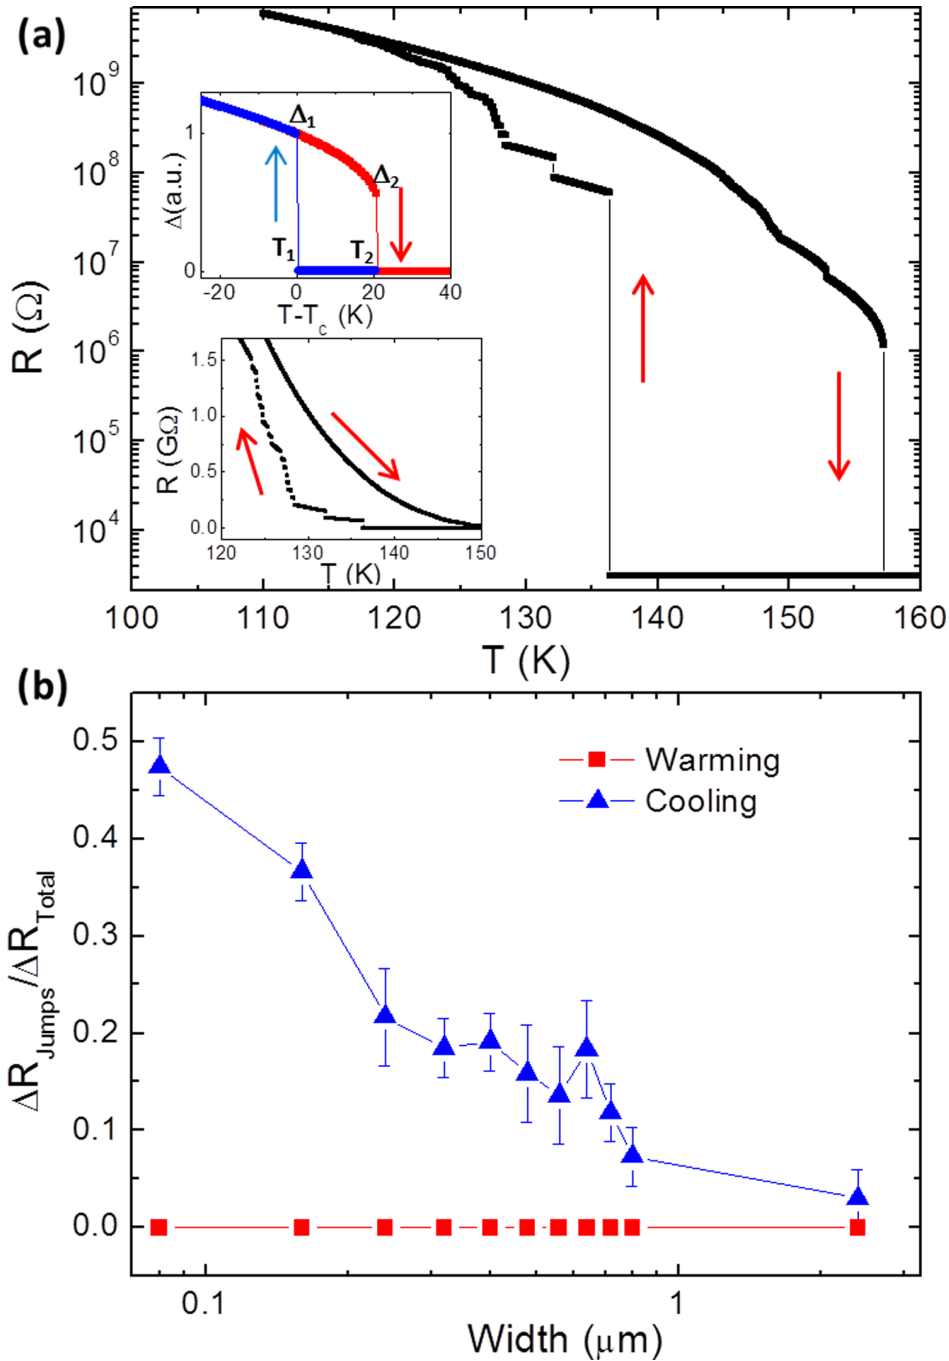 (a)
10⁹
10⁸
10⁷
10⁶
10⁵
10⁴
R (Ω)
100 110 120 130 140 150 160
T (K)
Δ(a.u.)
1
0
Δ₁
Δ₂
T₁ T₂
-20 0 20 40
T-T_c (K)
R (GΩ)
1.5
1.0
0.5
0.0
120 130 140 150
T (K)
(b)
ΔR_Jumps/ΔR_Total
0.5
0.4
0.3
0.2
0.1
0.0
Warming
Cooling
0.1 1
Width (μm)